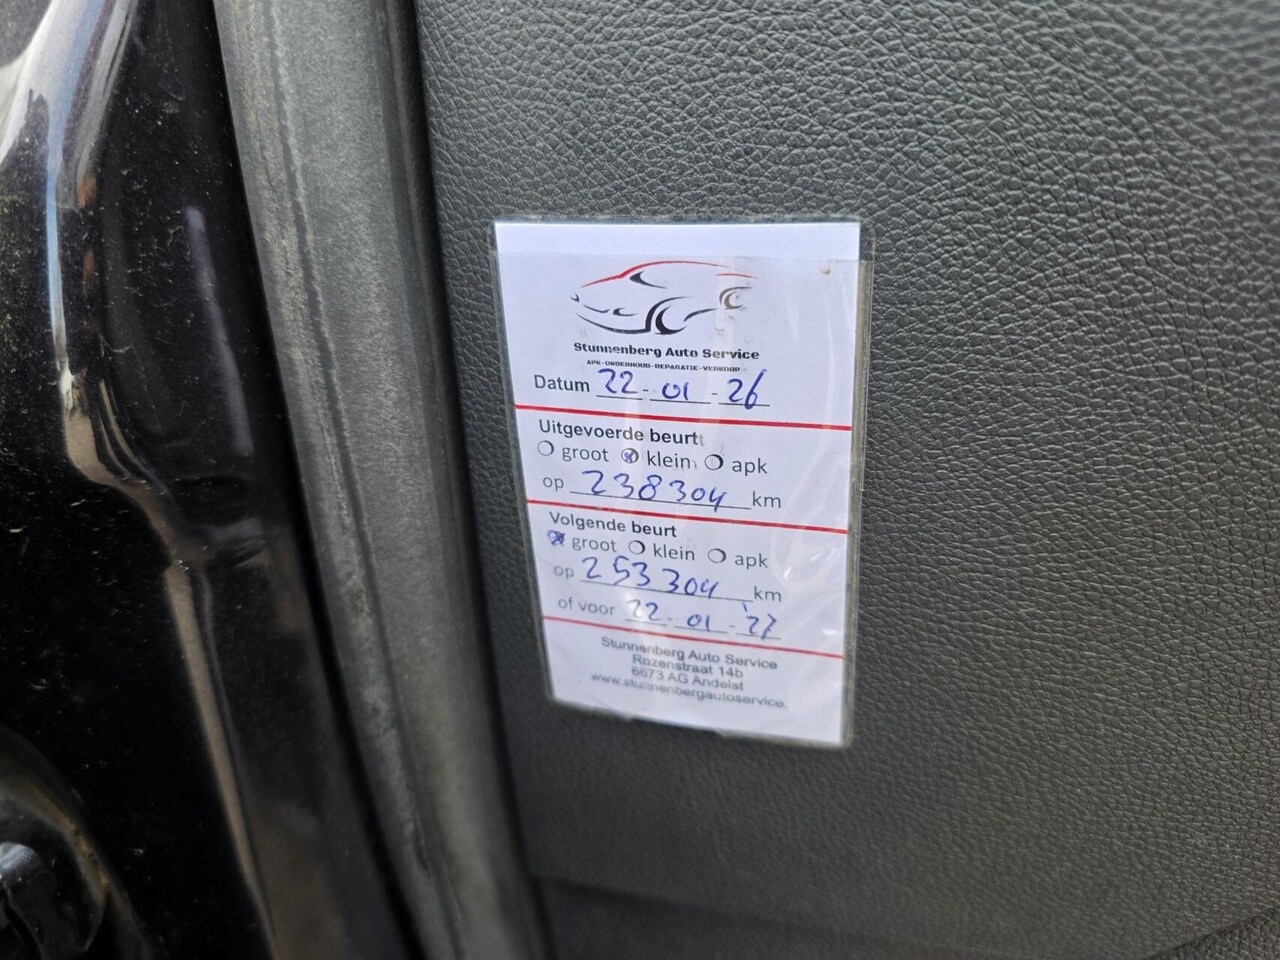 Stunnenberg Auto Service
APK-ONDERHOUD-REPARATIE-VERKOOP
Datum 22-01-26
Uitgevoerde beurt
groot klein apk
op 238304 km
Volgende beurt
groot klein apk
op 253304 km
of voor 22-01-'27
Stunnenberg Auto Service
Rozenstraat 14b
6673 AG Andelst
www.stunnenbergautoservice.